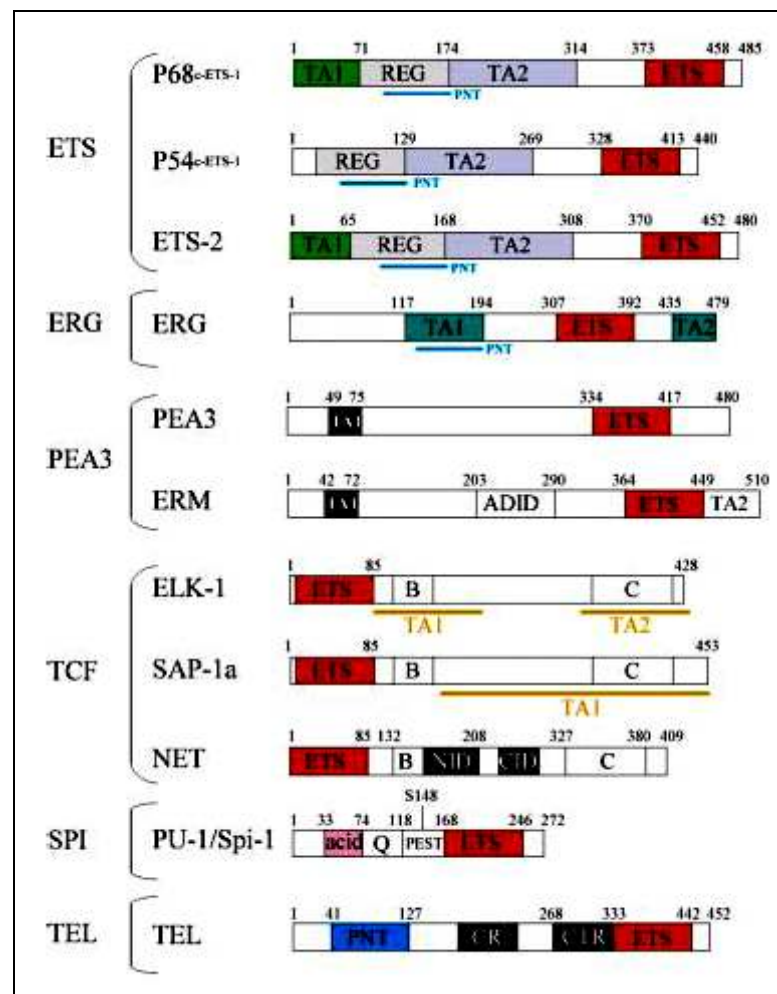 1 71 174 314 373 458 485
P68c-ETS-1 TA1 REG TA2 ETS
PNT
ETS
1 129 269 328 413 440
P54c-ETS-1 REG TA2 ETS
PNT
1 65 168 308 370 452 480
ETS-2 TA1 REG TA2 ETS
PNT
1 117 194 307 392 435 479
ERG ERG TA1 ETS TA2
PNT
1 49 75 334 417 480
PEA3 TA1 ETS
PEA3
1 42 72 203 290 364 449 510
ERM TA1 ADID ETS TA2
1 85 428
ELK-1 ETS B C
TA1 TA2
1 85 453
TCF SAP-1a ETS B C
TA1
1 85 132 208 327 380 409
NET ETS B NID CID C
S148
1 33 74 118 168 246 272
SPI PU-1/Spi-1 acid Q PEST ETS
1 41 127 268 333 442 452
TEL TEL PNT CR CTR ETS